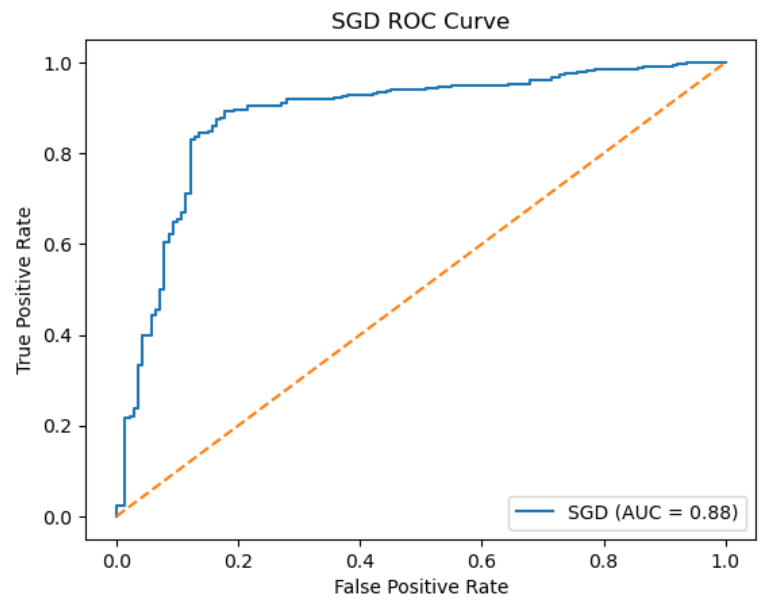 SGD ROC Curve
True Positive Rate
1.0
0.8
0.6
0.4
0.2
0.0
SGD (AUC = 0.88)
0.0 0.2 0.4 0.6 0.8 1.0
False Positive Rate